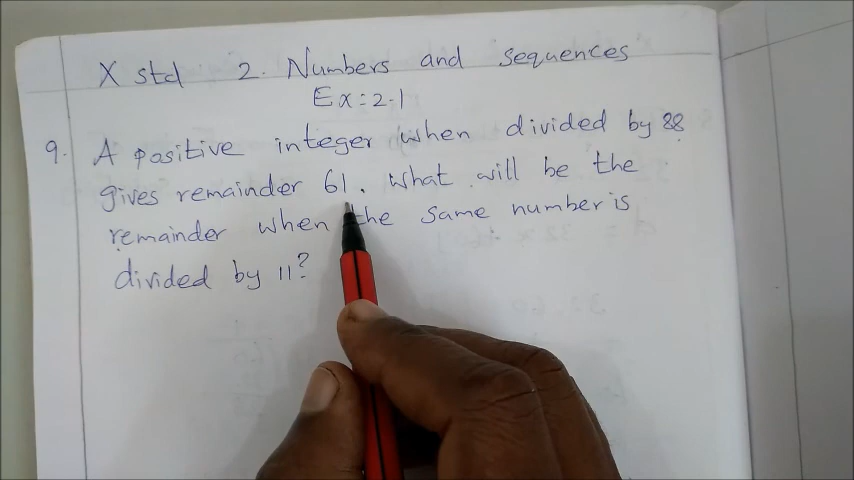 X std 2. Numbers and sequences
Ex = 2.1
9. A positive integer when divided by 88
gives remainder 61. What will be the
remainder when the same number is
divided by 11?